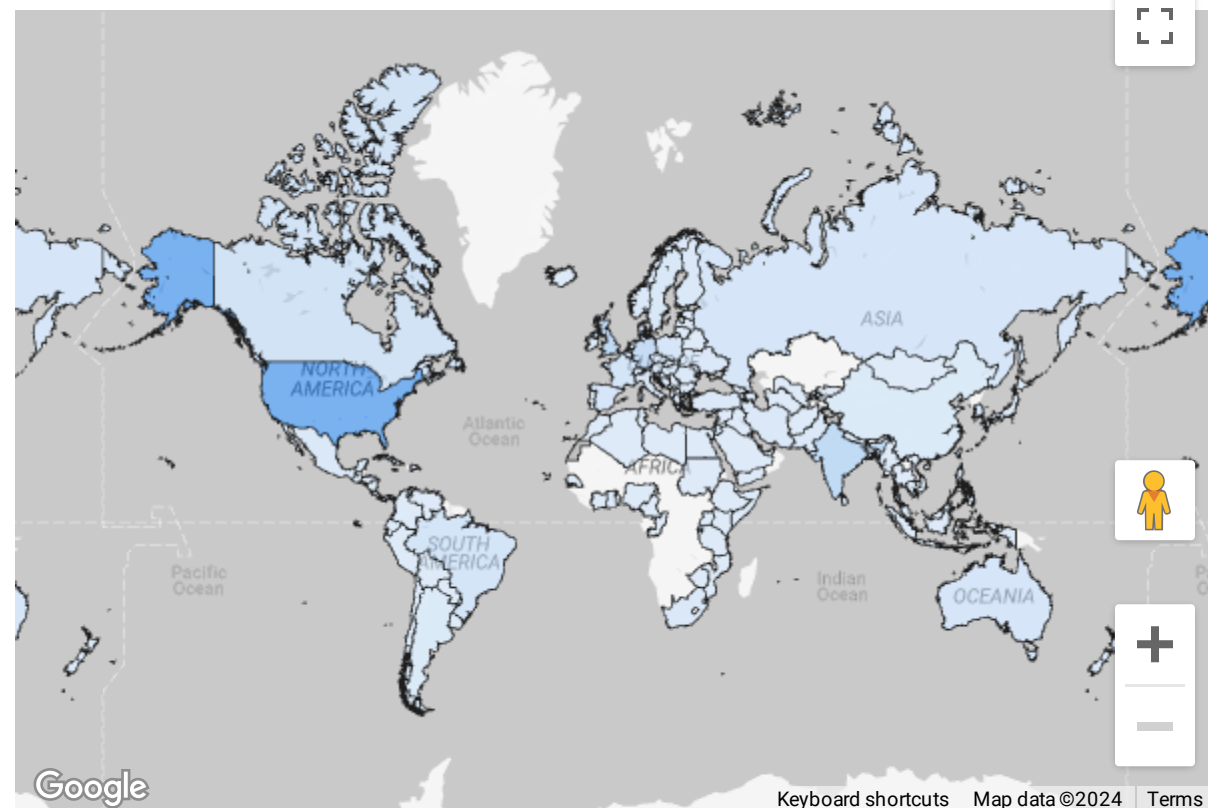 ASIA
NORTH
AMERICA
EUROPE
Atlantic
Ocean
AFRICA
SOUTH
AMERICA
Pacific
Ocean
Indian
Ocean
OCEANIA
Google
Keyboard shortcuts
Map data ©2024
Terms